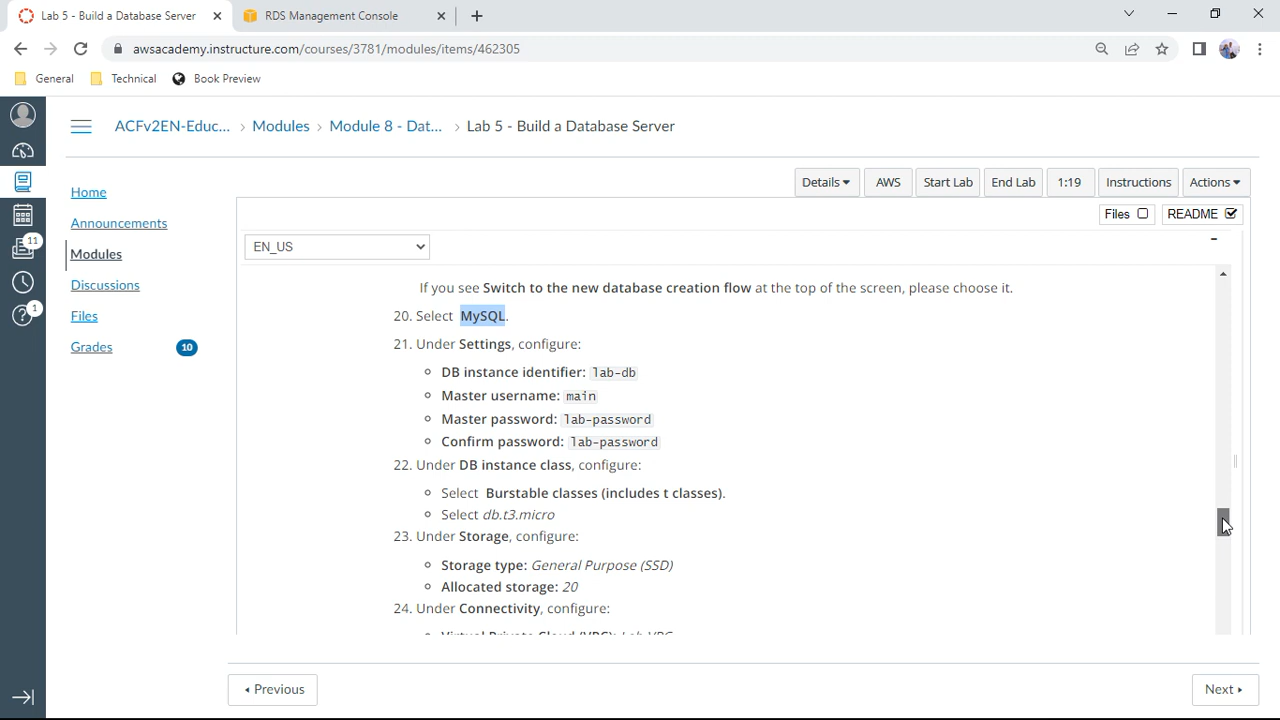 Lab 5 - Build a Database Server
RDS Management Console
awsacademy.instructure.com/courses/3781/modules/items/462305
General
Technical
Book Preview
ACFv2EN-Educ... > Modules > Module 8 - Dat... > Lab 5 - Build a Database Server
Details
AWS
Start Lab
End Lab
1:19
Instructions
Actions
Files
README
EN_US
-
Home
Announcements
Modules
Discussions
Files
Grades 10
11
1
If you see Switch to the new database creation flow at the top of the screen, please choose it.
20. Select MySQL.
21. Under Settings, configure:
DB instance identifier: lab-db
Master username: main
Master password: lab-password
Confirm password: lab-password
22. Under DB instance class, configure:
Select Burstable classes (includes t classes).
Select db.t3.micro
23. Under Storage, configure:
Storage type: General Purpose (SSD)
Allocated storage: 20
24. Under Connectivity, configure:
Virtual Private Cloud (VPC): Lab VPC
Previous
Next